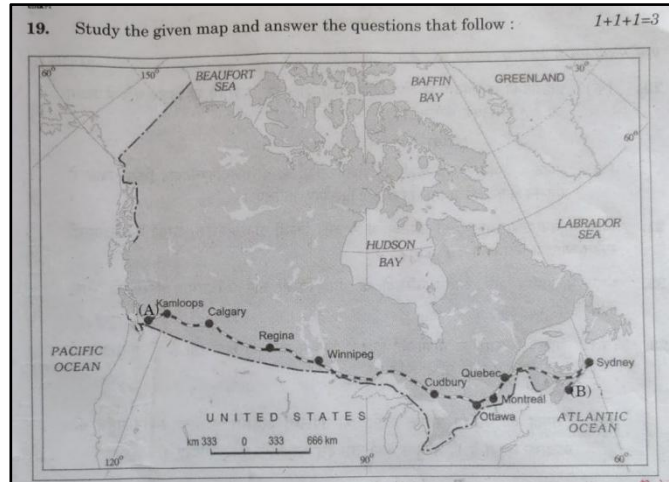 19. Study the given map and answer the questions that follow : 1+1+1=3
60° 150° BEAUFORT SEA BAFFIN BAY GREENLAND 30°
60°
LABRADOR SEA
HUDSON BAY
(A) Kamloops
Calgary
Regina
Winnipeg
PACIFIC OCEAN
Sydney
Quebec
Cudbury
(B)
Montreal
Ottawa
ATLANTIC OCEAN
UNITED STATES
km 333 0 333 666 km
120° 90° 60°